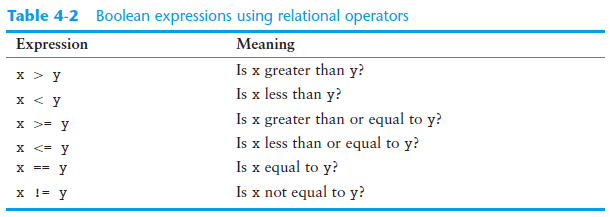 Table 4-2 Boolean expressions using relational operators
Expression Meaning
x > y Is x greater than y?
x < y Is x less than y?
x >= y Is x greater than or equal to y?
x <= y Is x less than or equal to y?
x == y Is x equal to y?
x != y Is x not equal to y?